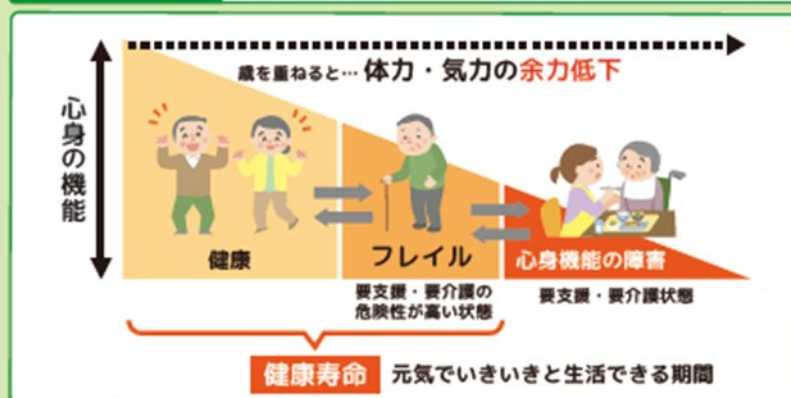 歳を重ねると… 体力・気力の余力低下
心身の機能
健康
フレイル
心身機能の障害
要支援・要介護の
危険性が高い状態
要支援・要介護状態
健康寿命 元気でいきいきと生活できる期間